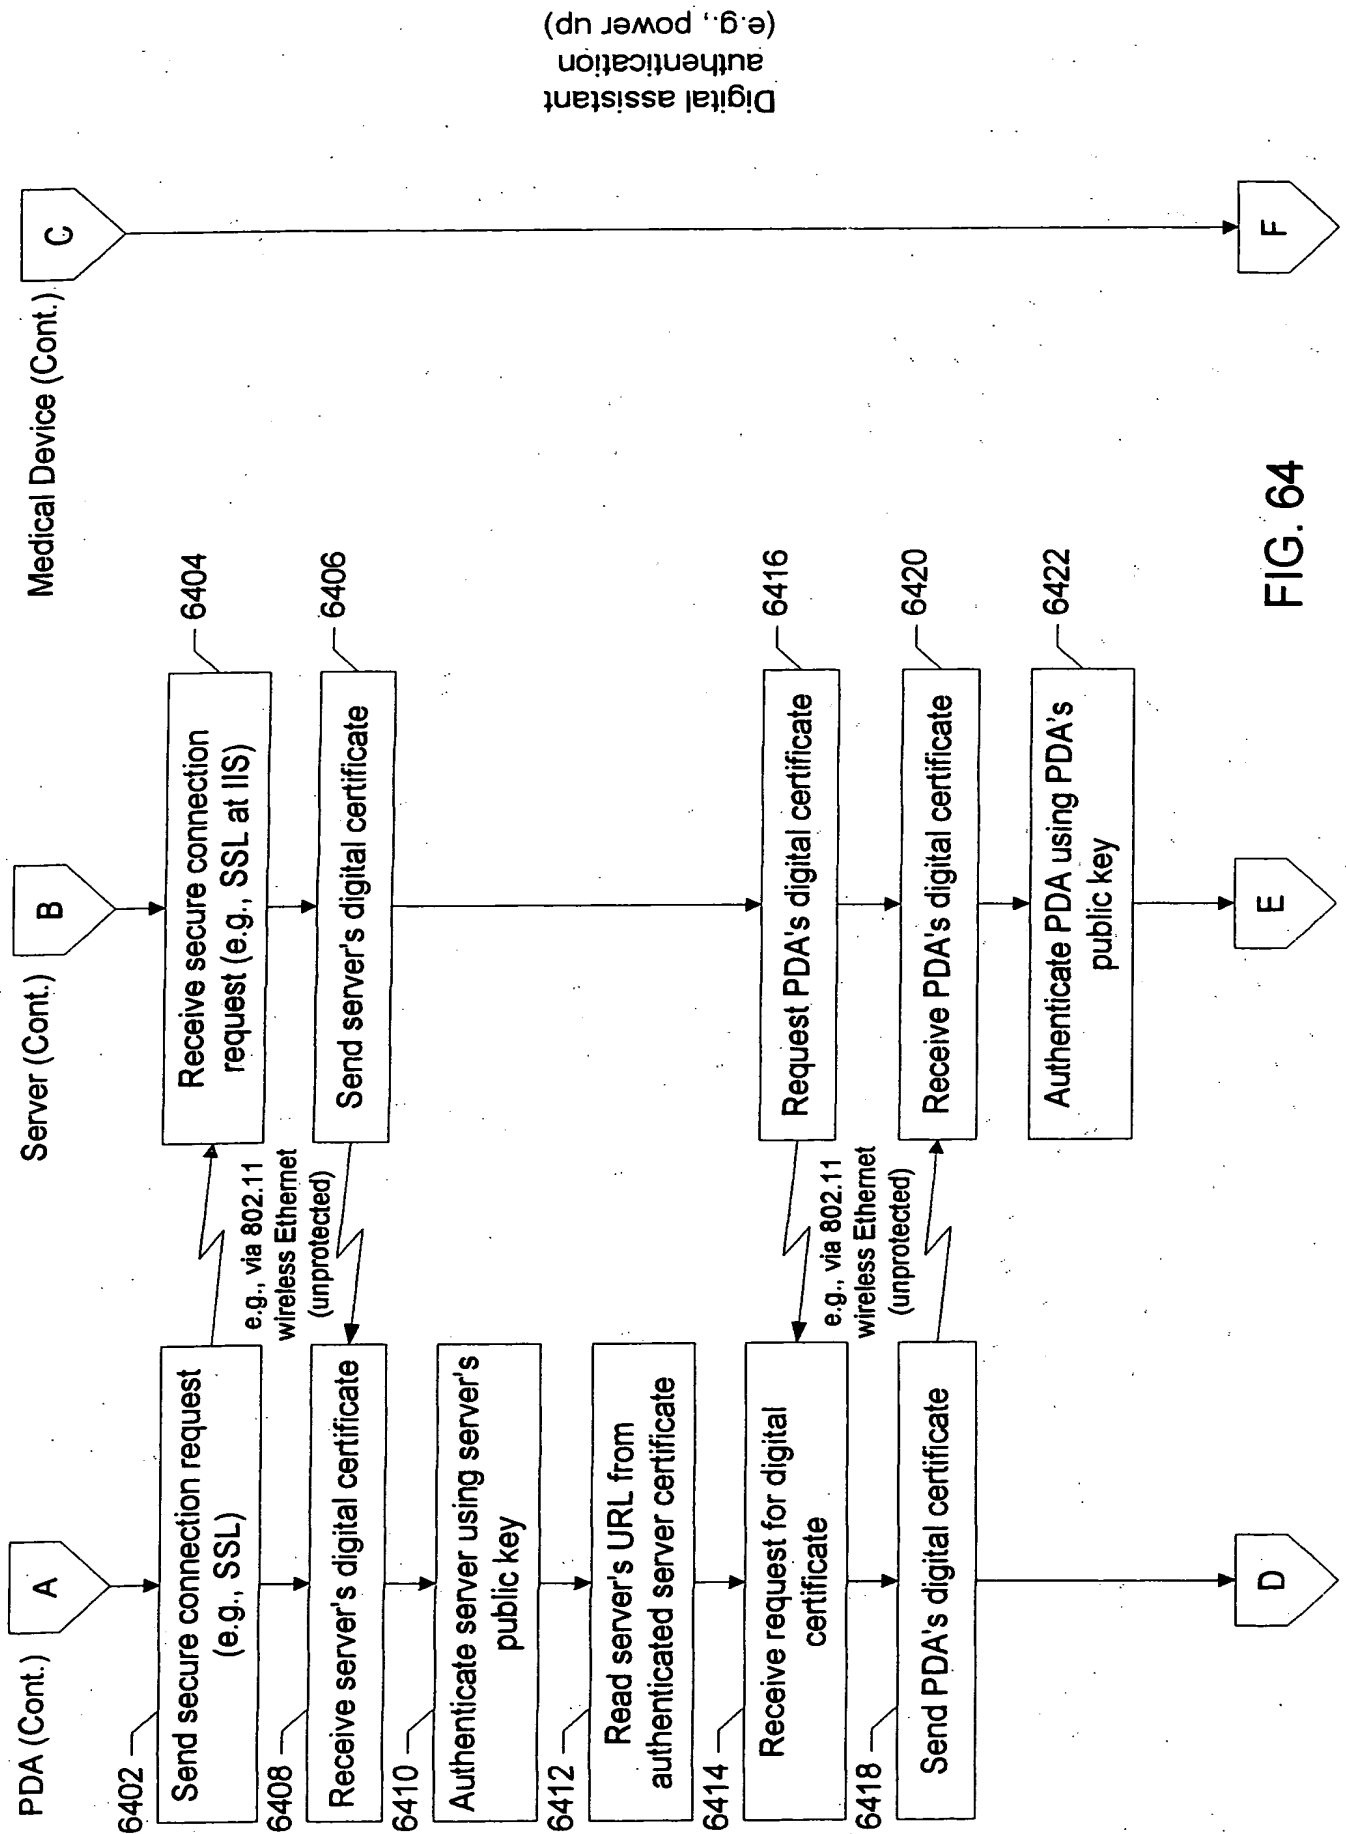 PDA (Cont.)
A
6402
Send secure connection request
(e.g., SSL)
6408
Receive server's digital certificate
6410
Authenticate server using server's
public key
6412
Read server's URL from
authenticated server certificate
6414
Receive request for digital
certificate
6418
Send PDA's digital certificate
D
e.g., via 802.11
wireless Ethernet
(unprotected)
e.g., via 802.11
wireless Ethernet
(unprotected)
Server (Cont.)
B
6404
Receive secure connection
request (e.g., SSL at IIS)
6406
Send server's digital certificate
6416
Request PDA's digital certificate
6420
Receive PDA's digital certificate
6422
Authenticate PDA using PDA's
public key
E
Medical Device (Cont.)
C
F
Digital assistant
authentication
(e.g., power up)
FIG. 64